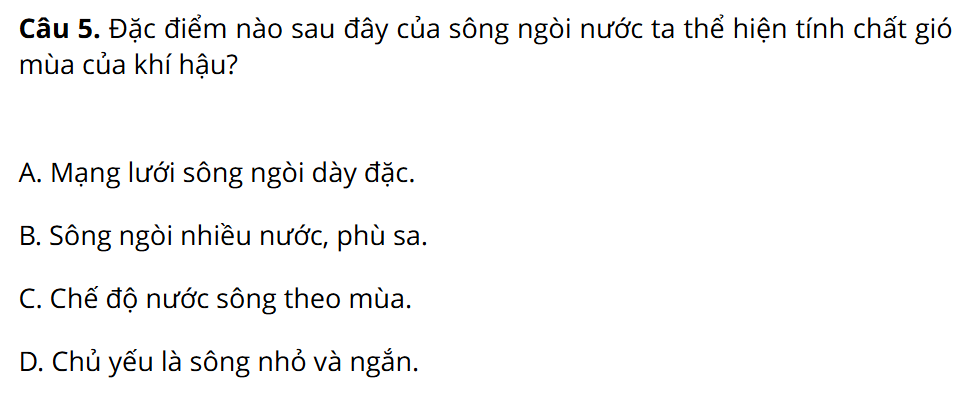 Câu 5. Đặc điểm nào sau đây của sông ngòi nước ta thể hiện tính chất gió
mùa của khí hậu?
A. Mạng lưới sông ngòi dày đặc.
B. Sông ngòi nhiều nước, phù sa.
C. Chế độ nước sông theo mùa.
D. Chủ yếu là sông nhỏ và ngắn.